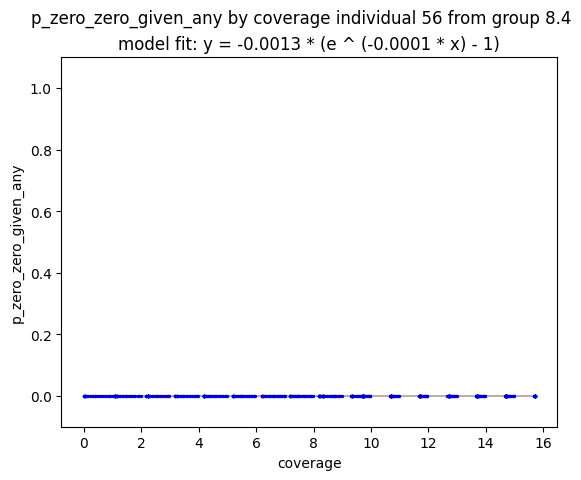 p_zero_zero_given_any by coverage individual 56 from group 8.4
model fit: y = -0.0013 * (e ^ (-0.0001 * x) - 1)
1.0
0.8
0.6
0.4
0.2
0.0
p_zero_zero_given_any
0 2 4 6 8 10 12 14 16
coverage